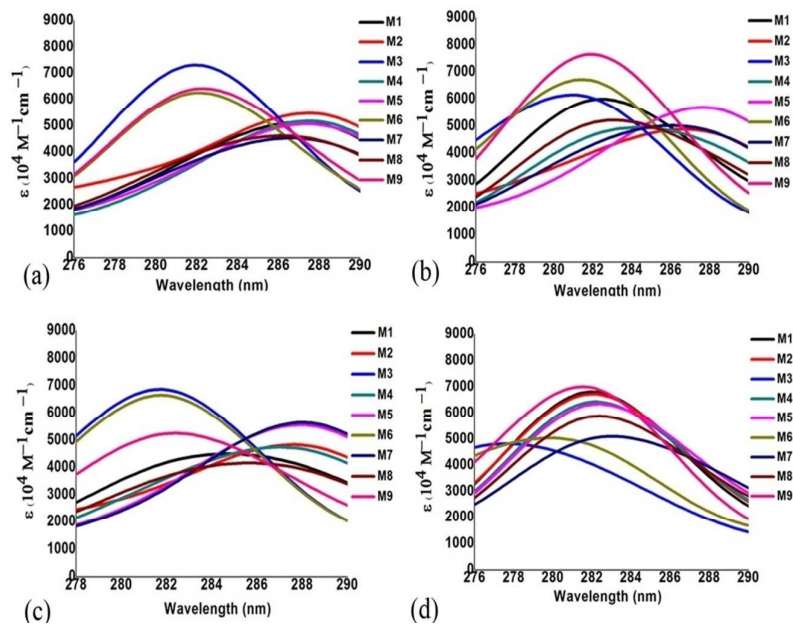 9000
8000
7000
6000
5000
4000
3000
2000
1000
0
276 278 280 282 284 286 288 290
Wavelength (nm)
ε (10⁴ M⁻¹cm⁻¹)
M1
M2
M3
M4
M5
M6
M7
M8
M9
(a)
9000
8000
7000
6000
5000
4000
3000
2000
1000
0
276 278 280 282 284 286 288 290
Wavelength (nm)
ε (10⁴ M⁻¹cm⁻¹)
M1
M2
M3
M4
M5
M6
M7
M8
M9
(b)
9000
8000
7000
6000
5000
4000
3000
2000
1000
0
278 280 282 284 286 288 290
Wavelength (nm)
ε (10⁴ M⁻¹cm⁻¹)
M1
M2
M3
M4
M5
M6
M7
M8
M9
(c)
9000
8000
7000
6000
5000
4000
3000
2000
1000
0
276 278 280 282 284 286 288 290
Wavelength (nm)
ε (10⁴ M⁻¹cm⁻¹)
M1
M2
M3
M4
M5
M6
M7
M8
M9
(d)